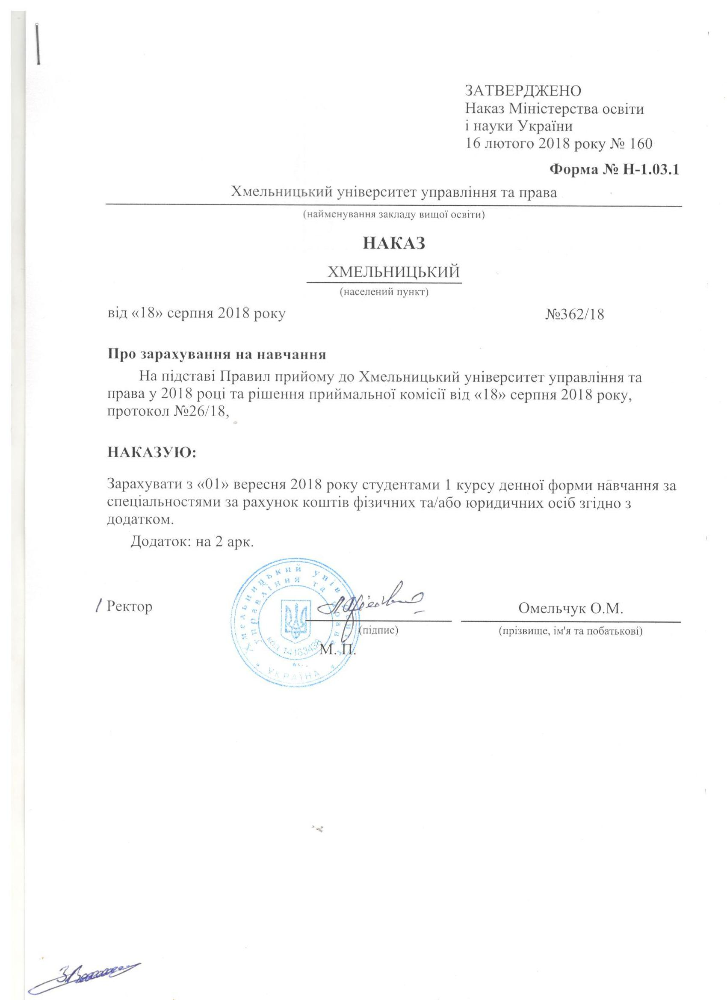 ЗАТВЕРДЖЕНО
Наказ Міністерства освіти
і науки України
16 лютого 2018 року № 160
Форма № Н-1.03.1
Хмельницький університет управління та права
(найменування закладу вищої освіти)
НАКАЗ
ХМЕЛЬНИЦЬКИЙ
(населений пункт)
від «18» серпня 2018 року №362/18
Про зарахування на навчання
На підставі Правил прийому до Хмельницький університет управління та
права у 2018 році та рішення приймальної комісії від «18» серпня 2018 року,
протокол №26/18,
НАКАЗУЮ:
Зарахувати з «01» вересня 2018 року студентами 1 курсу денної форми навчання за
спеціальностями за рахунок коштів фізичних та/або юридичних осіб згідно з
додатком.
Додаток: на 2 арк.
Хмельницький університет
управління та права
код 14163438
УКРАЇНА
/ Ректор Омельчук О.М.
(підпис) (прізвище, ім'я та побатькові)
М. П.